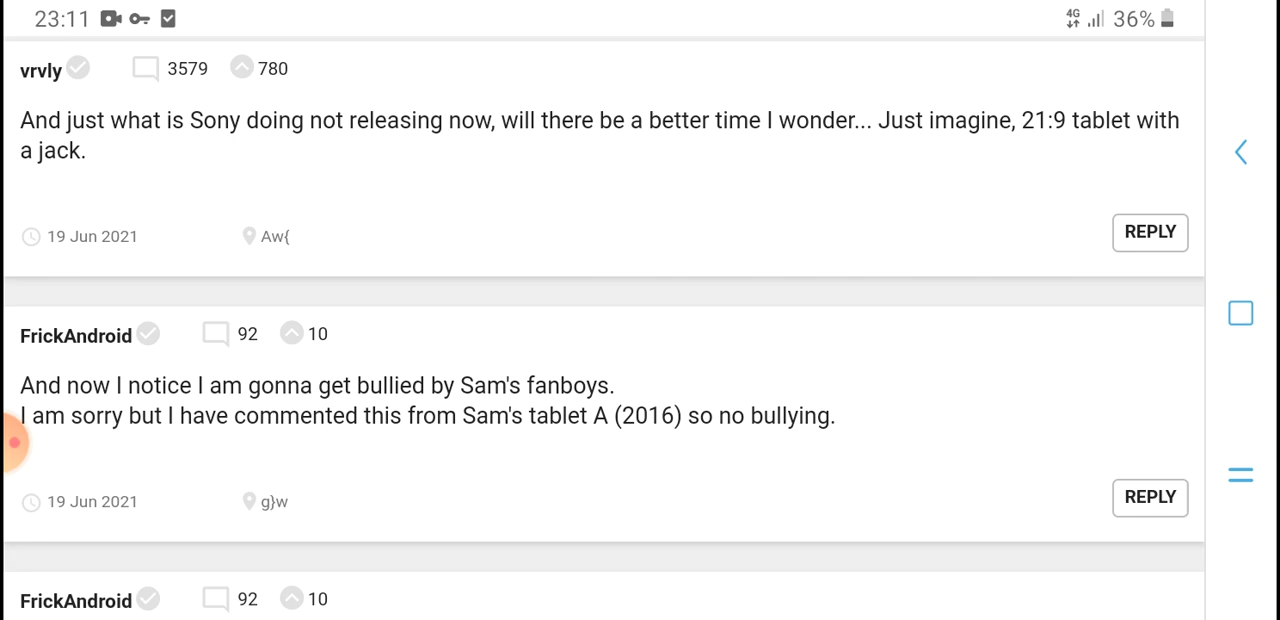 23:11 4G 36%
vrvly 3579 780
And just what is Sony doing not releasing now, will there be a better time I wonder... Just imagine, 21:9 tablet with
a jack.
19 Jun 2021 Aw{ REPLY
FrickAndroid 92 10
And now I notice I am gonna get bullied by Sam's fanboys.
I am sorry but I have commented this from Sam's tablet A (2016) so no bullying.
19 Jun 2021 g}w REPLY
FrickAndroid 92 10